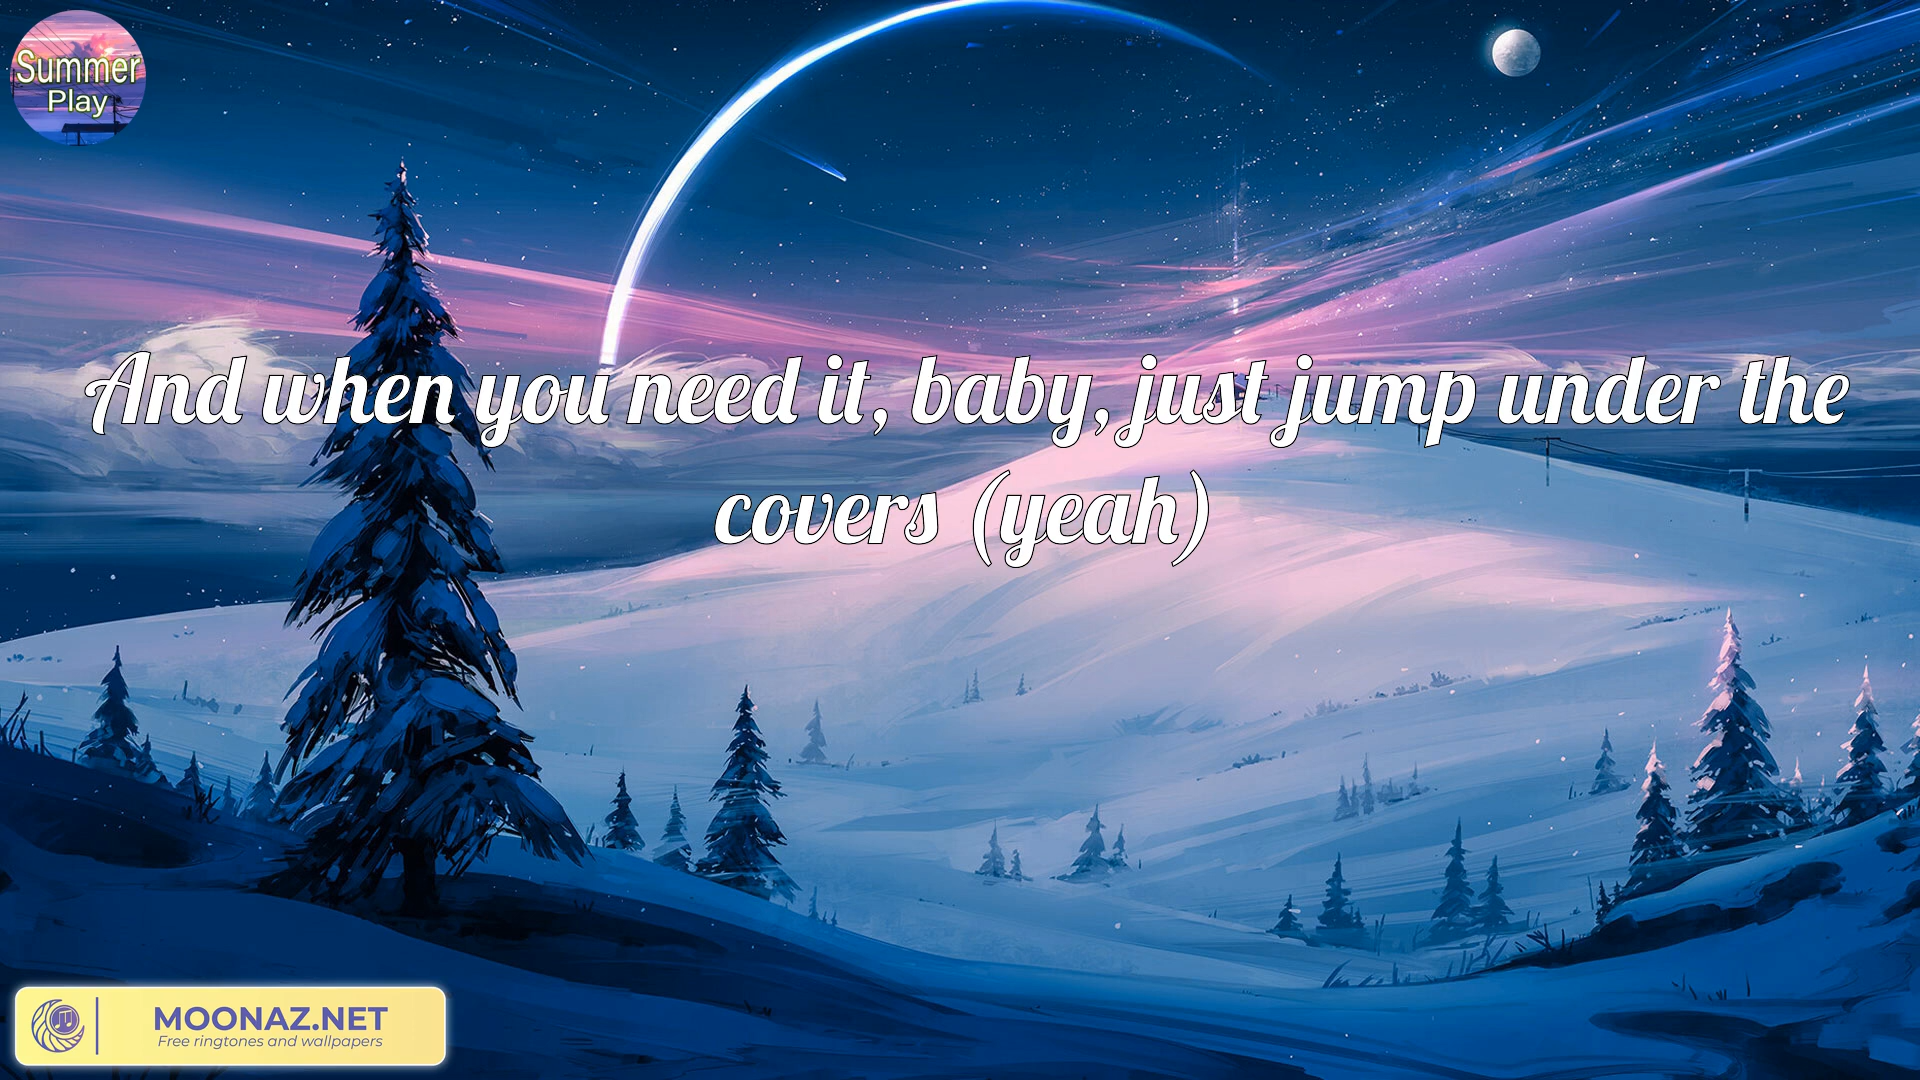 Summer
Play
And when you need it, baby, just jump under the
covers (yeah)
MOONAZ.NET
Free ringtones and wallpapers